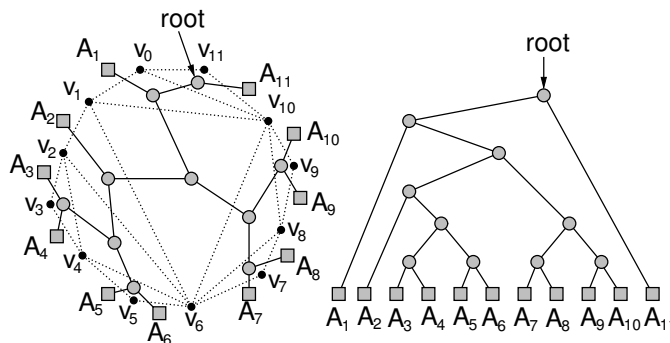 root
A1 v0 v11 A11
v1 v10
A2 A10
v2 v9
A3 A9
v3 v8
A4 A8
v4 v7
A5 v5 A6 v6 A7
root
A1 A2 A3 A4 A5 A6 A7 A8 A9 A10 A11